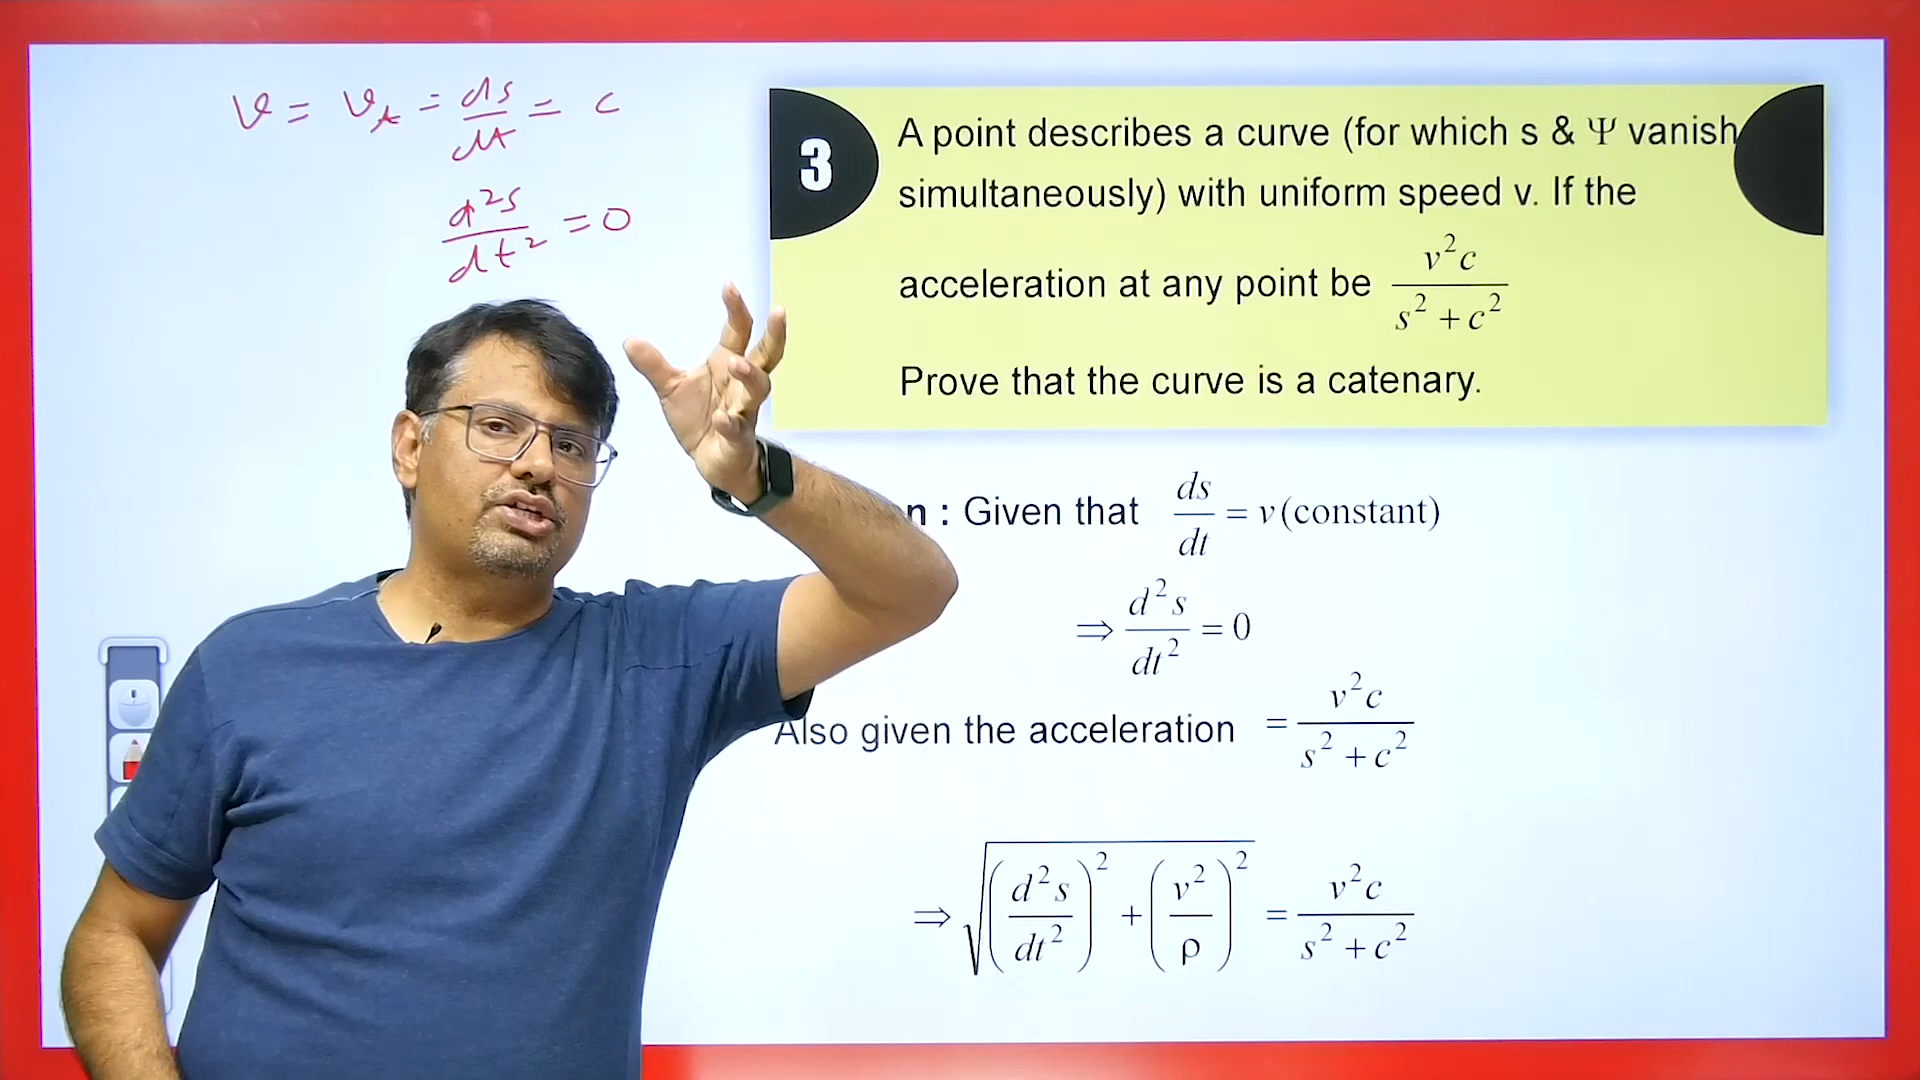 v = v_t = ds/dt = c
d²s/dt² = 0
3
A point describes a curve (for which s & Ψ vanish
simultaneously) with uniform speed v. If the
acceleration at any point be v²c/(s² + c²)
Prove that the curve is a catenary.
n : Given that ds/dt = v (constant)
⇒ d²s/dt² = 0
Also given the acceleration = v²c/(s² + c²)
⇒ √((d²s/dt²)² + (v²/ρ)²) = v²c/(s² + c²)